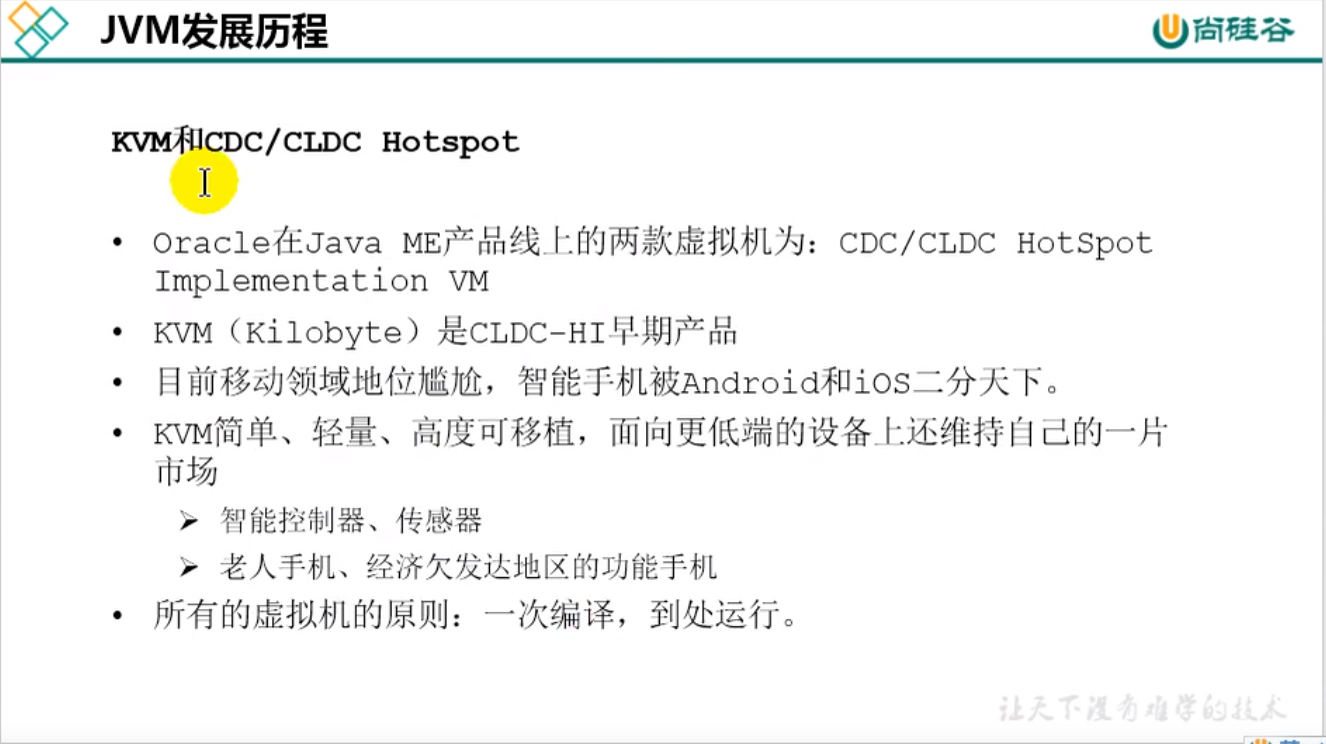 JVM发展历程
尚硅谷
KVM和CDC/CLDC Hotspot
• Oracle在Java ME产品线上的两款虚拟机为：CDC/CLDC HotSpot
Implementation VM
• KVM（Kilobyte）是CLDC-HI早期产品
• 目前移动领域地位尴尬，智能手机被Android和iOS二分天下。
• KVM简单、轻量、高度可移植，面向更低端的设备上还维持自己的一片
市场
➢ 智能控制器、传感器
➢ 老人手机、经济欠发达地区的功能手机
• 所有的虚拟机的原则：一次编译，到处运行。
让天下没有难学的技术